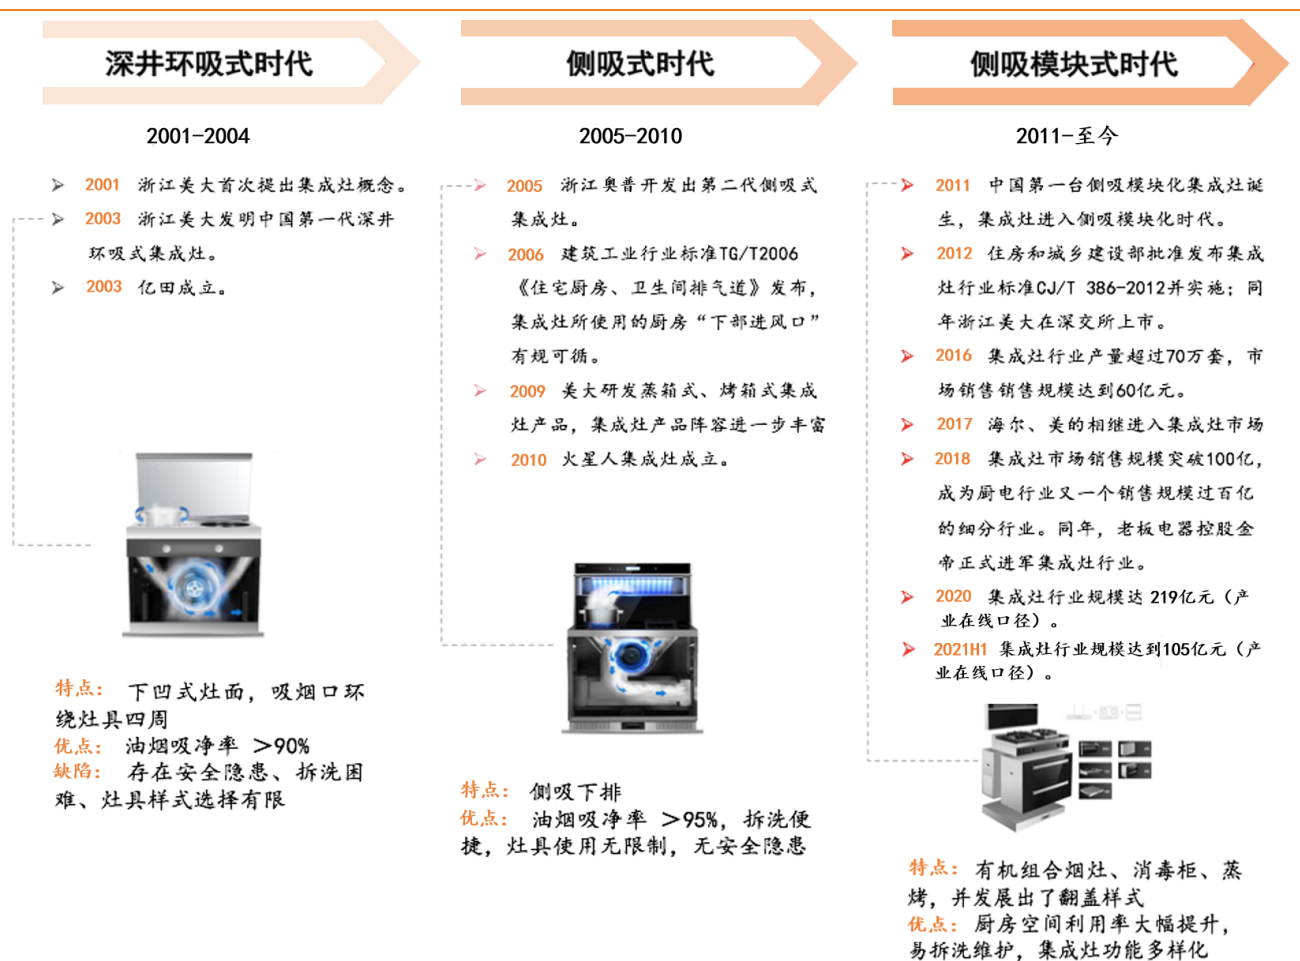 深井环吸式时代
2001-2004
2001 浙江美大首次提出集成灶概念。
2003 浙江美大发明中国第一代深井
环吸式集成灶。
2003 亿田成立。
特点： 下凹式灶面，吸烟口环
绕灶具四周
优点： 油烟吸净率 ＞90%
缺陷： 存在安全隐患、拆洗困
难、灶具样式选择有限
侧吸式时代
2005-2010
2005 浙江奥普开发出第二代侧吸式
集成灶。
2006 建筑工业行业标准TG/T2006
《住宅厨房、卫生间排气道》发布，
集成灶所使用的厨房“下部进风口”
有规可循。
2009 美大研发蒸箱式、烤箱式集成
灶产品，集成灶产品阵容进一步丰富
2010 火星人集成灶成立。
特点： 侧吸下排
优点： 油烟吸净率 ＞95%，拆洗便
捷，灶具使用无限制，无安全隐患
侧吸模块式时代
2011-至今
2011 中国第一台侧吸模块化集成灶诞
生，集成灶进入侧吸模块化时代。
2012 住房和城乡建设部批准发布集成
灶行业标准CJ/T 386-2012并实施；同
年浙江美大在深交所上市。
2016 集成灶行业产量超过70万套，市
场销售销售规模达到60亿元。
2017 海尔、美的相继进入集成灶市场
2018 集成灶市场销售规模突破100亿，
成为厨电行业又一个销售规模过百亿
的细分行业。同年，老板电器控股金
帝正式进军集成灶行业。
2020 集成灶行业规模达 219亿元（产
业在线口径）。
2021H1 集成灶行业规模达到105亿元（产
业在线口径）。
特点： 有机组合烟灶、消毒柜、蒸
烤，并发展出了翻盖样式
优点： 厨房空间利用率大幅提升，
易拆洗维护，集成灶功能多样化